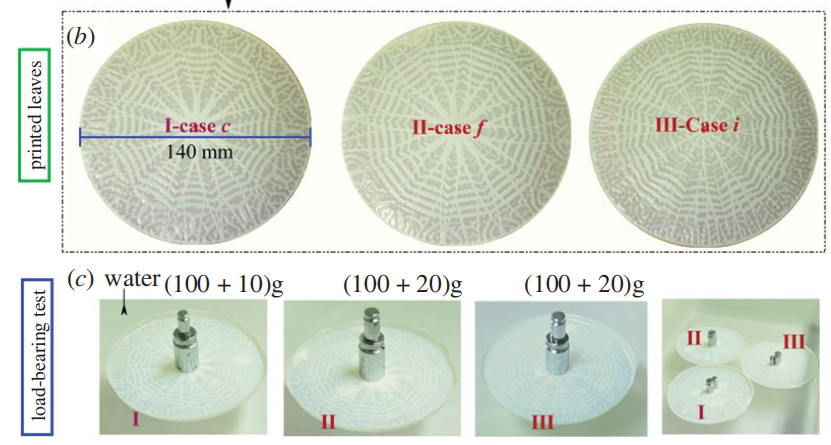 (b)
printed leaves
I-case c
140 mm
II-case f
III-Case i
(c)
load-bearing test
water
(100 + 10)g
(100 + 20)g
(100 + 20)g
I
II
III
II
III
I